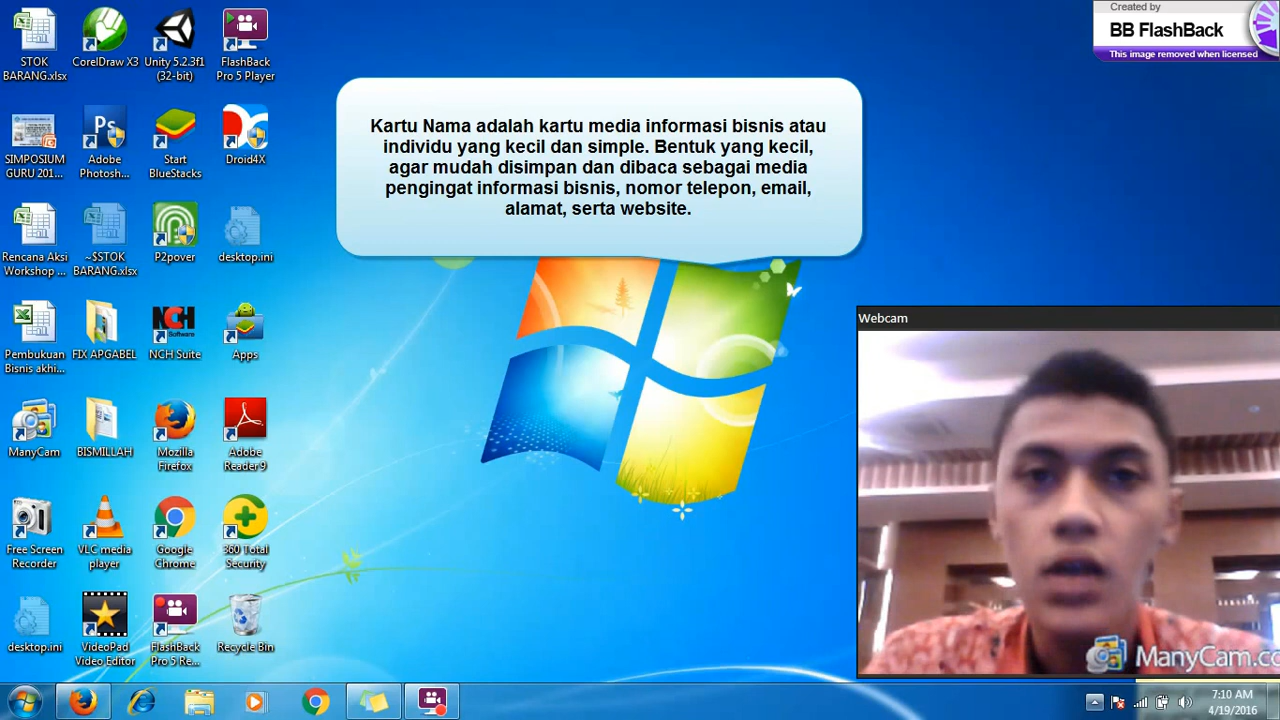 Created by
BB FlashBack
This image removed when licensed
Kartu Nama adalah kartu media informasi bisnis atau
individu yang kecil dan simple. Bentuk yang kecil,
agar mudah disimpan dan dibaca sebagai media
pengingat informasi bisnis, nomor telepon, email,
alamat, serta website.
STOK
BARANG.xlsx
CorelDraw X3
Unity 5.2.3f1
(32-bit)
FlashBack
Pro 5 Player
SIMPOSIUM
GURU 201...
Adobe
Photosh...
Start
BlueStacks
Droid4X
Rencana Aksi
Workshop ...
~$STOK
BARANG.xlsx
P2pover
desktop.ini
Pembukuan
Bisnis akhi...
FIX APGABEL
NCH Suite
Apps
ManyCam
BISMILLAH
Mozilla
Firefox
Adobe
Reader 9
Free Screen
Recorder
VLC media
player
Google
Chrome
360 Total
Security
desktop.ini
VideoPad
Video Editor
FlashBack
Pro 5 Re...
Recycle Bin
Webcam
ManyCam.co
7:10 AM
4/19/2016